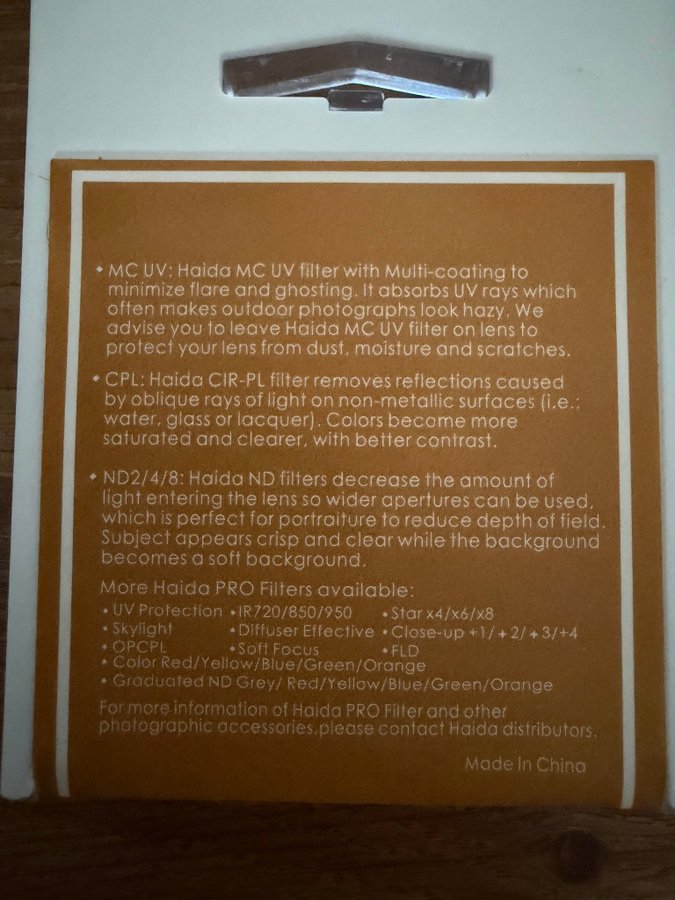 • MC UV: Haida MC UV filter with Multi-coating to
minimize flare and ghosting. It absorbs UV rays which
often makes outdoor photographs look hazy. We
advise you to leave Haida MC UV filter on lens to
protect your lens from dust, moisture and scratches.
• CPL: Haida CIR-PL filter removes reflections caused
by oblique rays of light on non-metallic surfaces (i.e.:
water, glass or lacquer). Colors become more
saturated and clearer, with better contrast.
• ND2/4/8: Haida ND filters decrease the amount of
light entering the lens so wider apertures can be used,
which is perfect for portraiture to reduce depth of field.
Subject appears crisp and clear while the background
becomes a soft background.
More Haida PRO Filters available:
• UV Protection • IR720/850/950 • Star x4/x6/x8
• Skylight • Diffuser Effective • Close-up +1/ +2/ +3/+4
• OPCPL • Soft Focus • FLD
• Color Red/Yellow/Blue/Green/Orange
• Graduated ND Grey/ Red/Yellow/Blue/Green/Orange
For more information of Haida PRO Filter and other
photographic accessories,please contact Haida distributors.
Made In China